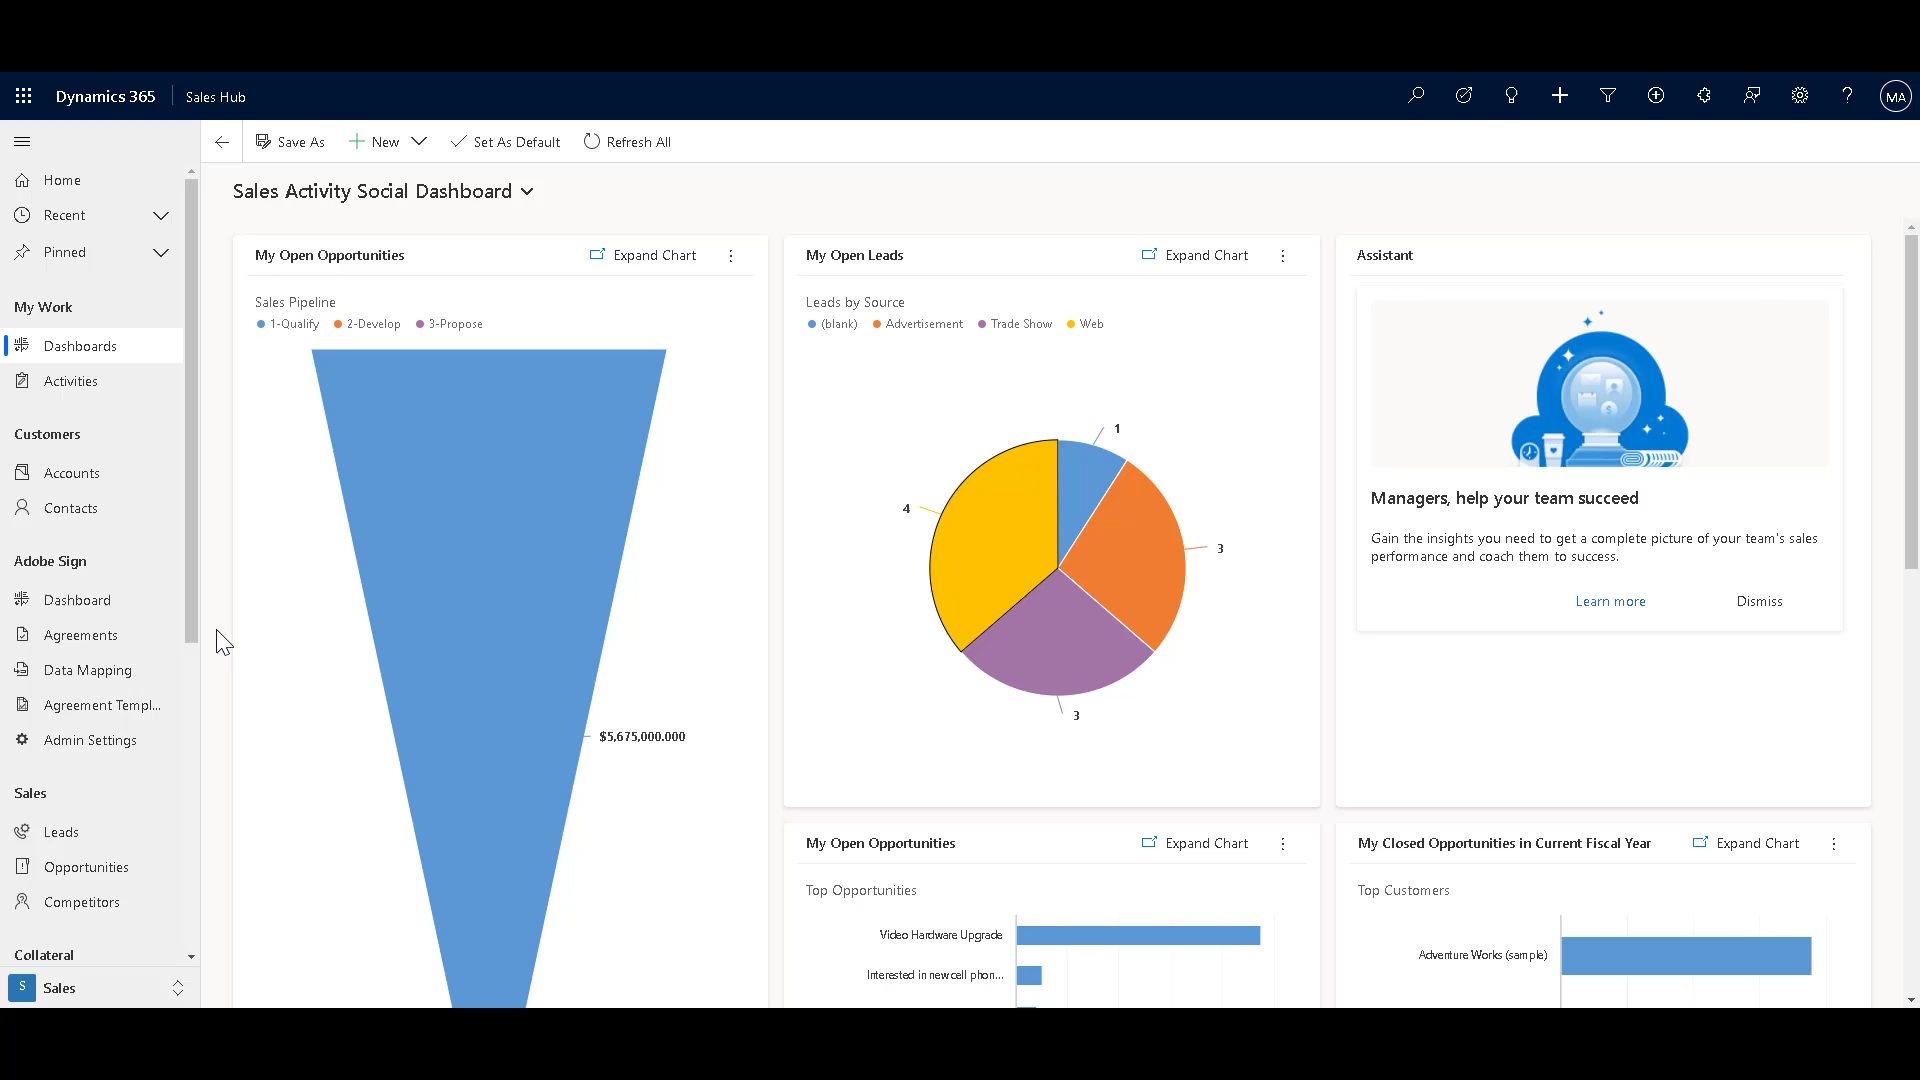 Dynamics 365
Sales Hub
MA
Save As
New
Set As Default
Refresh All
Home
Recent
Pinned
My Work
Dashboards
Activities
Customers
Accounts
Contacts
Adobe Sign
Dashboard
Agreements
Data Mapping
Agreement Templ...
Admin Settings
Sales
Leads
Opportunities
Competitors
Collateral
S
Sales
Sales Activity Social Dashboard
My Open Opportunities
Expand Chart
Sales Pipeline
1-Qualify 2-Develop 3-Propose
$5,675,000.000
My Open Leads
Expand Chart
Leads by Source
(blank) Advertisement Trade Show Web
1
4
3
3
Assistant
Managers, help your team succeed
Gain the insights you need to get a complete picture of your team's sales
performance and coach them to success.
Learn more
Dismiss
My Open Opportunities
Expand Chart
Top Opportunities
Video Hardware Upgrade
Interested in new cell phon...
My Closed Opportunities in Current Fiscal Year
Expand Chart
Top Customers
Adventure Works (sample)